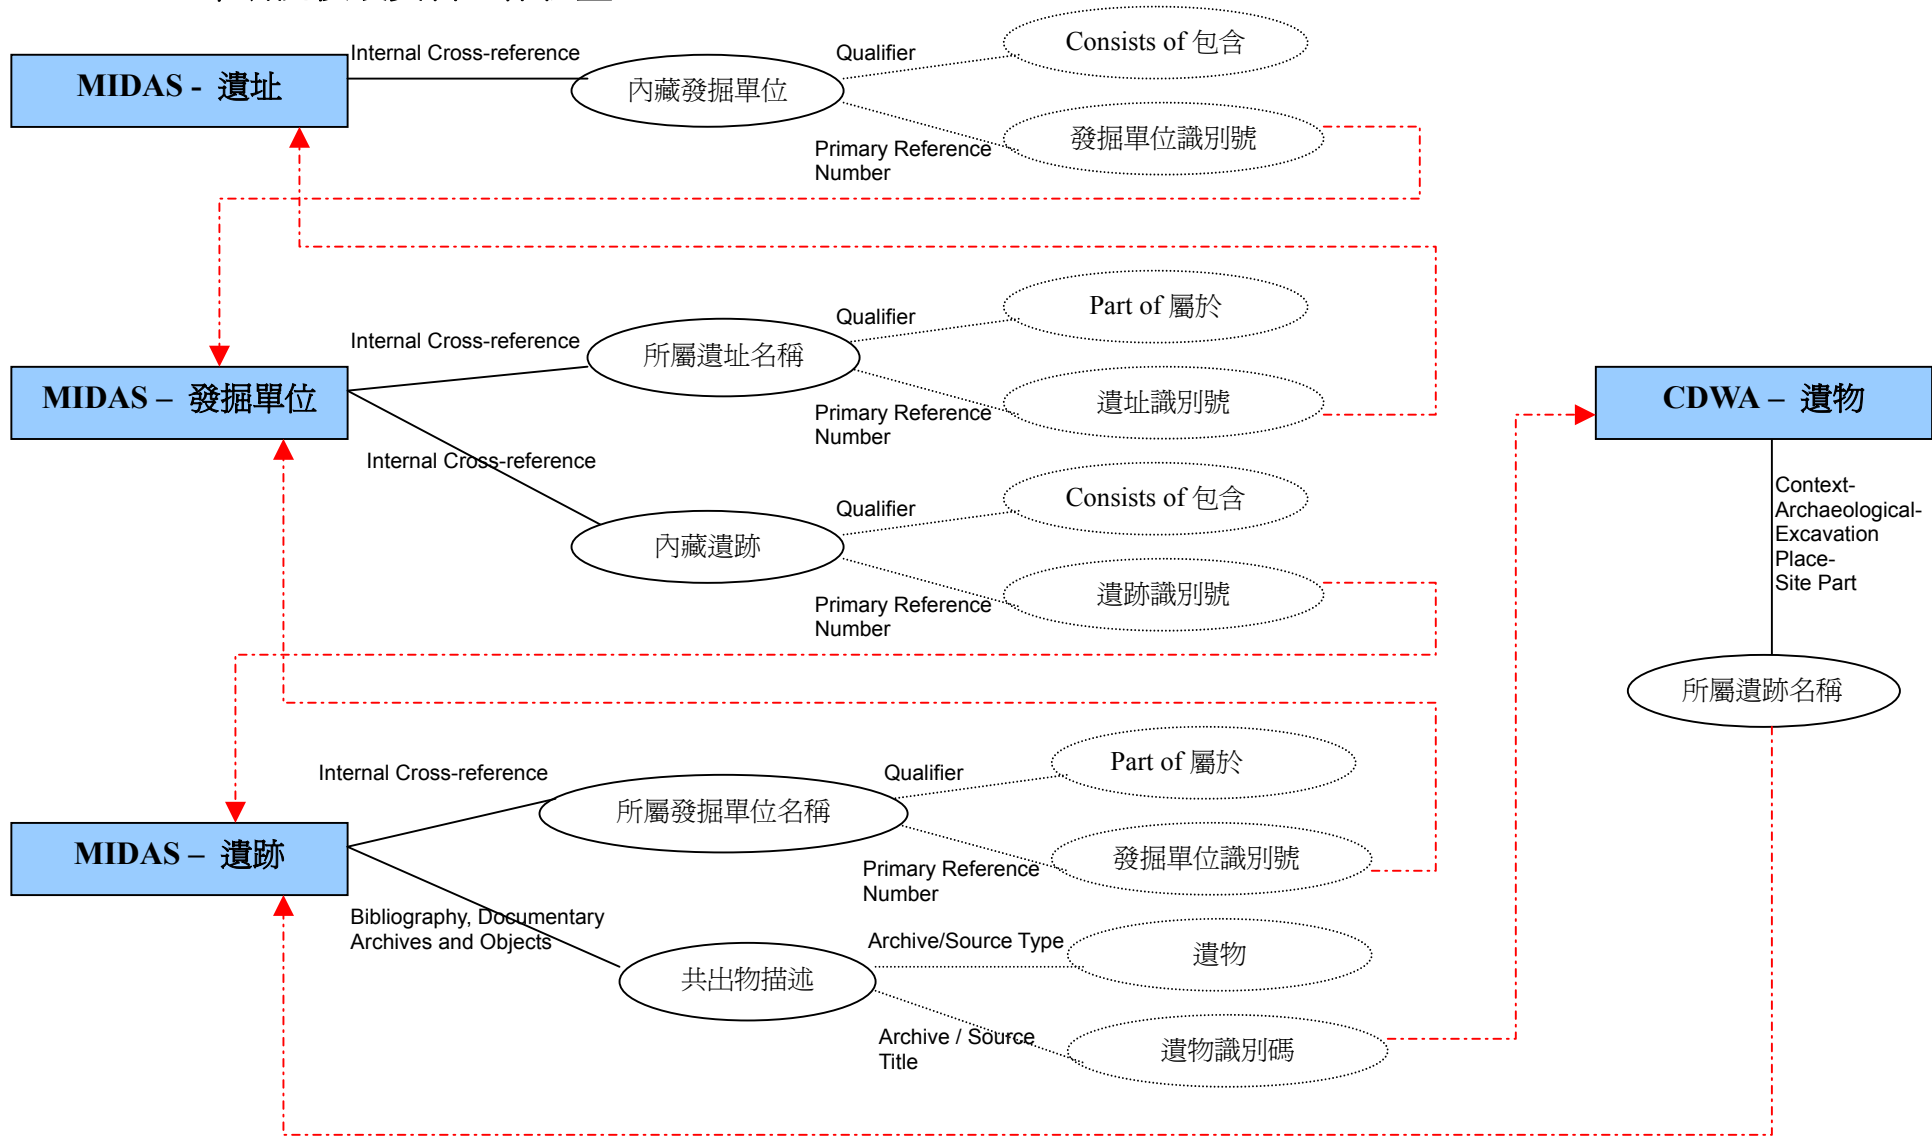 Internal Cross-reference
Qualifier
Consists of 包含
MIDAS - 遺址
內藏發掘單位
Primary Reference
Number
發掘單位識別號
Internal Cross-reference
Qualifier
Part of 屬於
MIDAS – 發掘單位
所屬遺址名稱
Primary Reference
Number
遺址識別號
CDWA – 遺物
Internal Cross-reference
Qualifier
Consists of 包含
內藏遺跡
Primary Reference
Number
遺跡識別號
Context-
Archaeological-
Excavation
Place-
Site Part
所屬遺跡名稱
Internal Cross-reference
Qualifier
Part of 屬於
MIDAS – 遺跡
所屬發掘單位名稱
Primary Reference
Number
發掘單位識別號
Bibliography, Documentary
Archives and Objects
共出物描述
Archive/Source Type
遺物
Archive / Source
Title
遺物識別碼